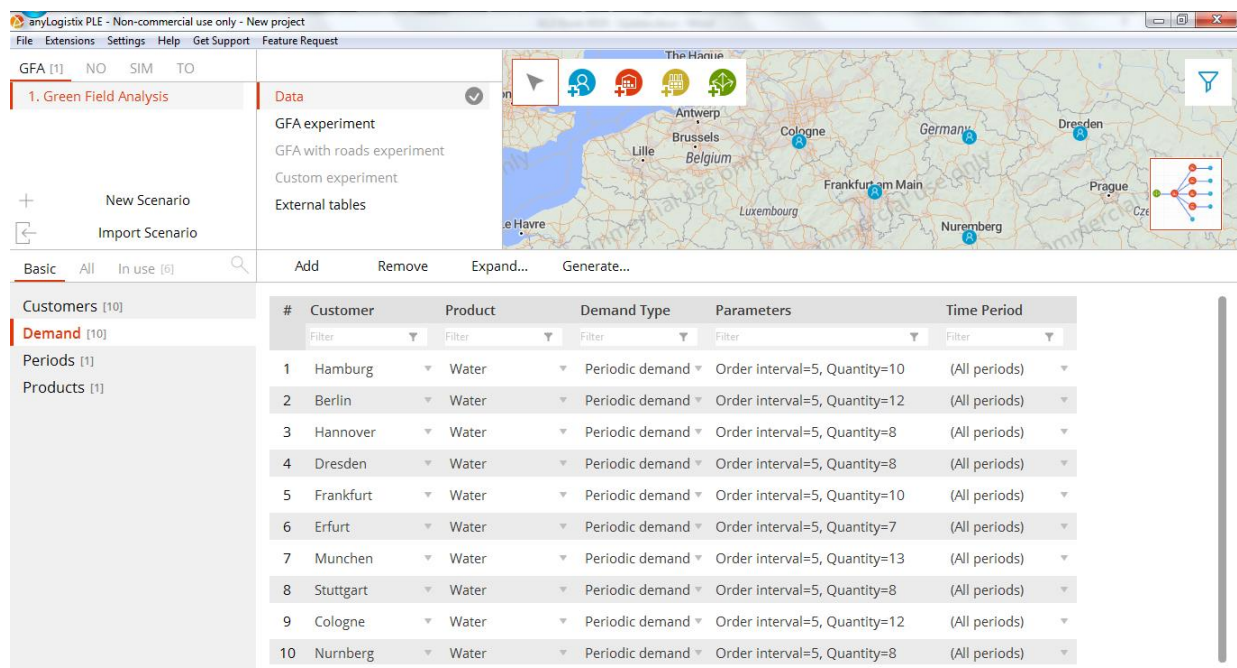 anyLogistix PLE - Non-commercial use only - New project
File Extensions Settings Help Get Support Feature Request
GFA [1] NO SIM TO
1. Green Field Analysis
New Scenario
Import Scenario
Data
GFA experiment
GFA with roads experiment
Custom experiment
External tables
The Hague
Antwerp
Brussels
Cologne
Lille
Belgium
Germany
Dresden
Frankfurt am Main
Prague
Luxembourg
Le Havre
Nuremberg
Basic All In use [6]
Add Remove Expand... Generate...
Customers [10]
Demand [10]
Periods [1]
Products [1]
# Customer Product Demand Type Parameters Time Period
Filter Filter Filter Filter Filter
1 Hamburg Water Periodic demand Order interval=5, Quantity=10 (All periods)
2 Berlin Water Periodic demand Order interval=5, Quantity=12 (All periods)
3 Hannover Water Periodic demand Order interval=5, Quantity=8 (All periods)
4 Dresden Water Periodic demand Order interval=5, Quantity=8 (All periods)
5 Frankfurt Water Periodic demand Order interval=5, Quantity=10 (All periods)
6 Erfurt Water Periodic demand Order interval=5, Quantity=7 (All periods)
7 Munchen Water Periodic demand Order interval=5, Quantity=13 (All periods)
8 Stuttgart Water Periodic demand Order interval=5, Quantity=8 (All periods)
9 Cologne Water Periodic demand Order interval=5, Quantity=12 (All periods)
10 Nurnberg Water Periodic demand Order interval=5, Quantity=8 (All periods)